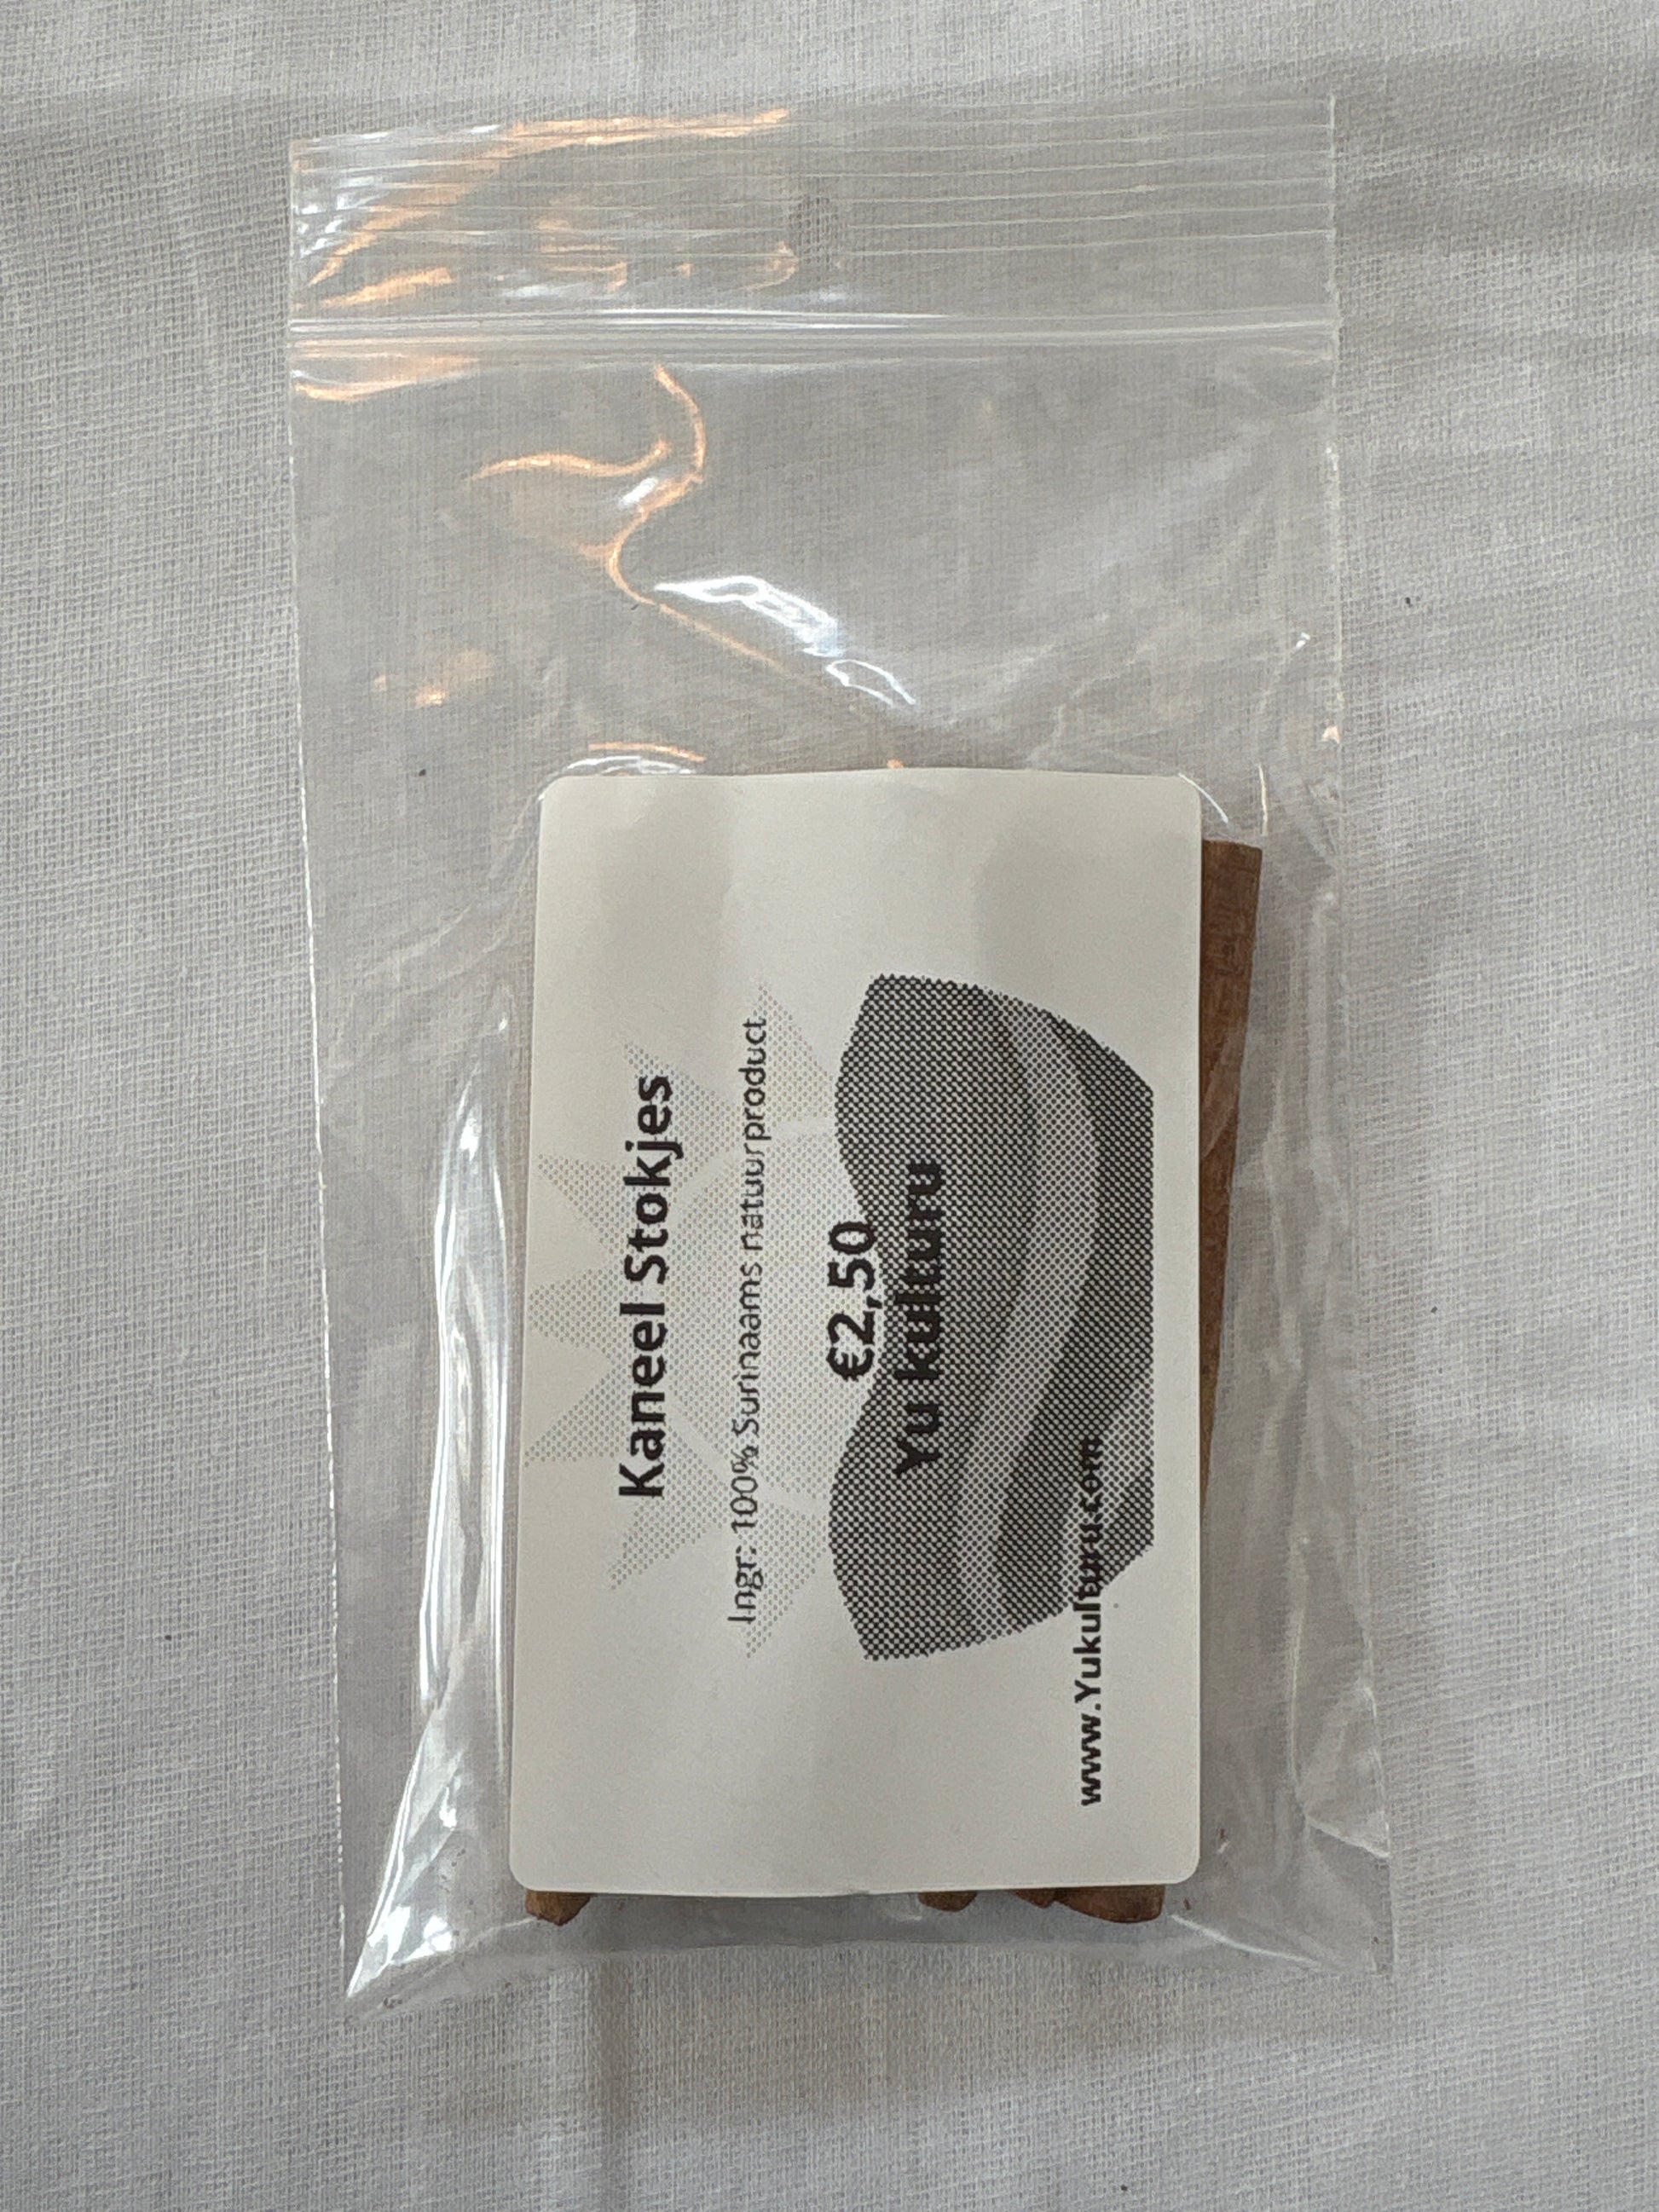 Kaneel Stokjes
Ingr: 100% Surinaams natuurproduct
€2,50
Yu kulturu
www.Yukulturu.com